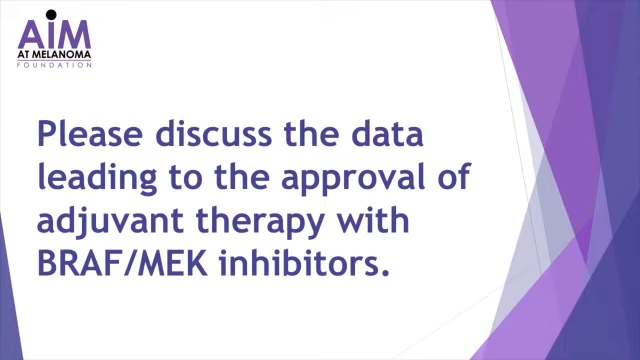 AiM
AT MELANOMA
FOUNDATION
Please discuss the data
leading to the approval of
adjuvant therapy with
BRAF/MEK inhibitors.